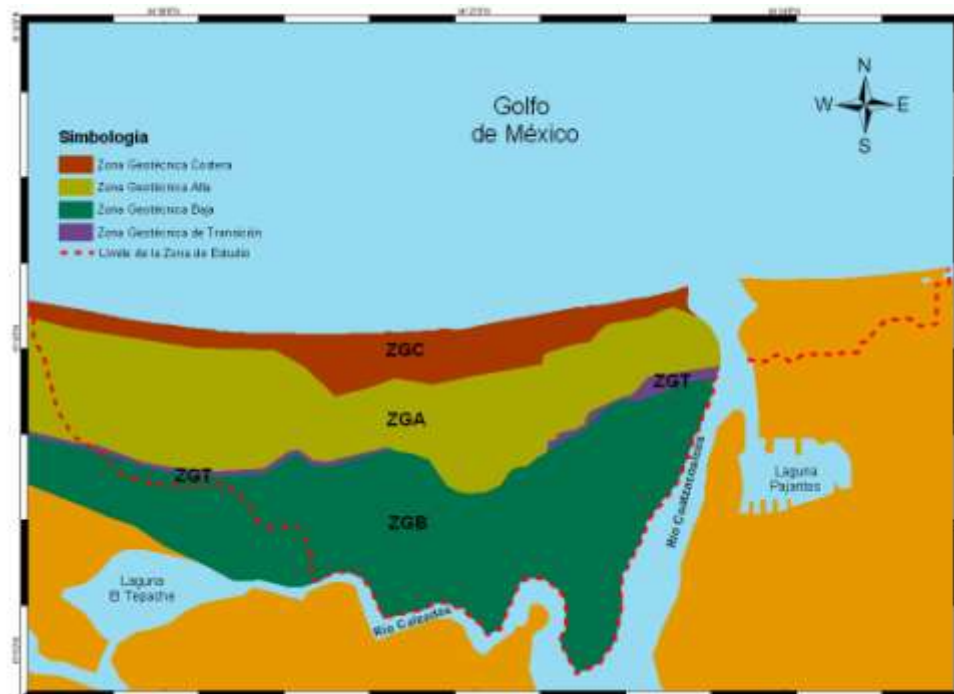 Golfo
de México
N
W
E
S
Simbología
Zona Geotécnica Costera
Zona Geotécnica Alta
Zona Geotécnica Baja
Zona Geotécnica de Transición
Límite de la Zona de Estudio
ZGC
ZGT
ZGA
ZGT
ZGB
Laguna
Pajaritos
Río Coatzacoalcos
Laguna
El Tepache
Río Calzadas